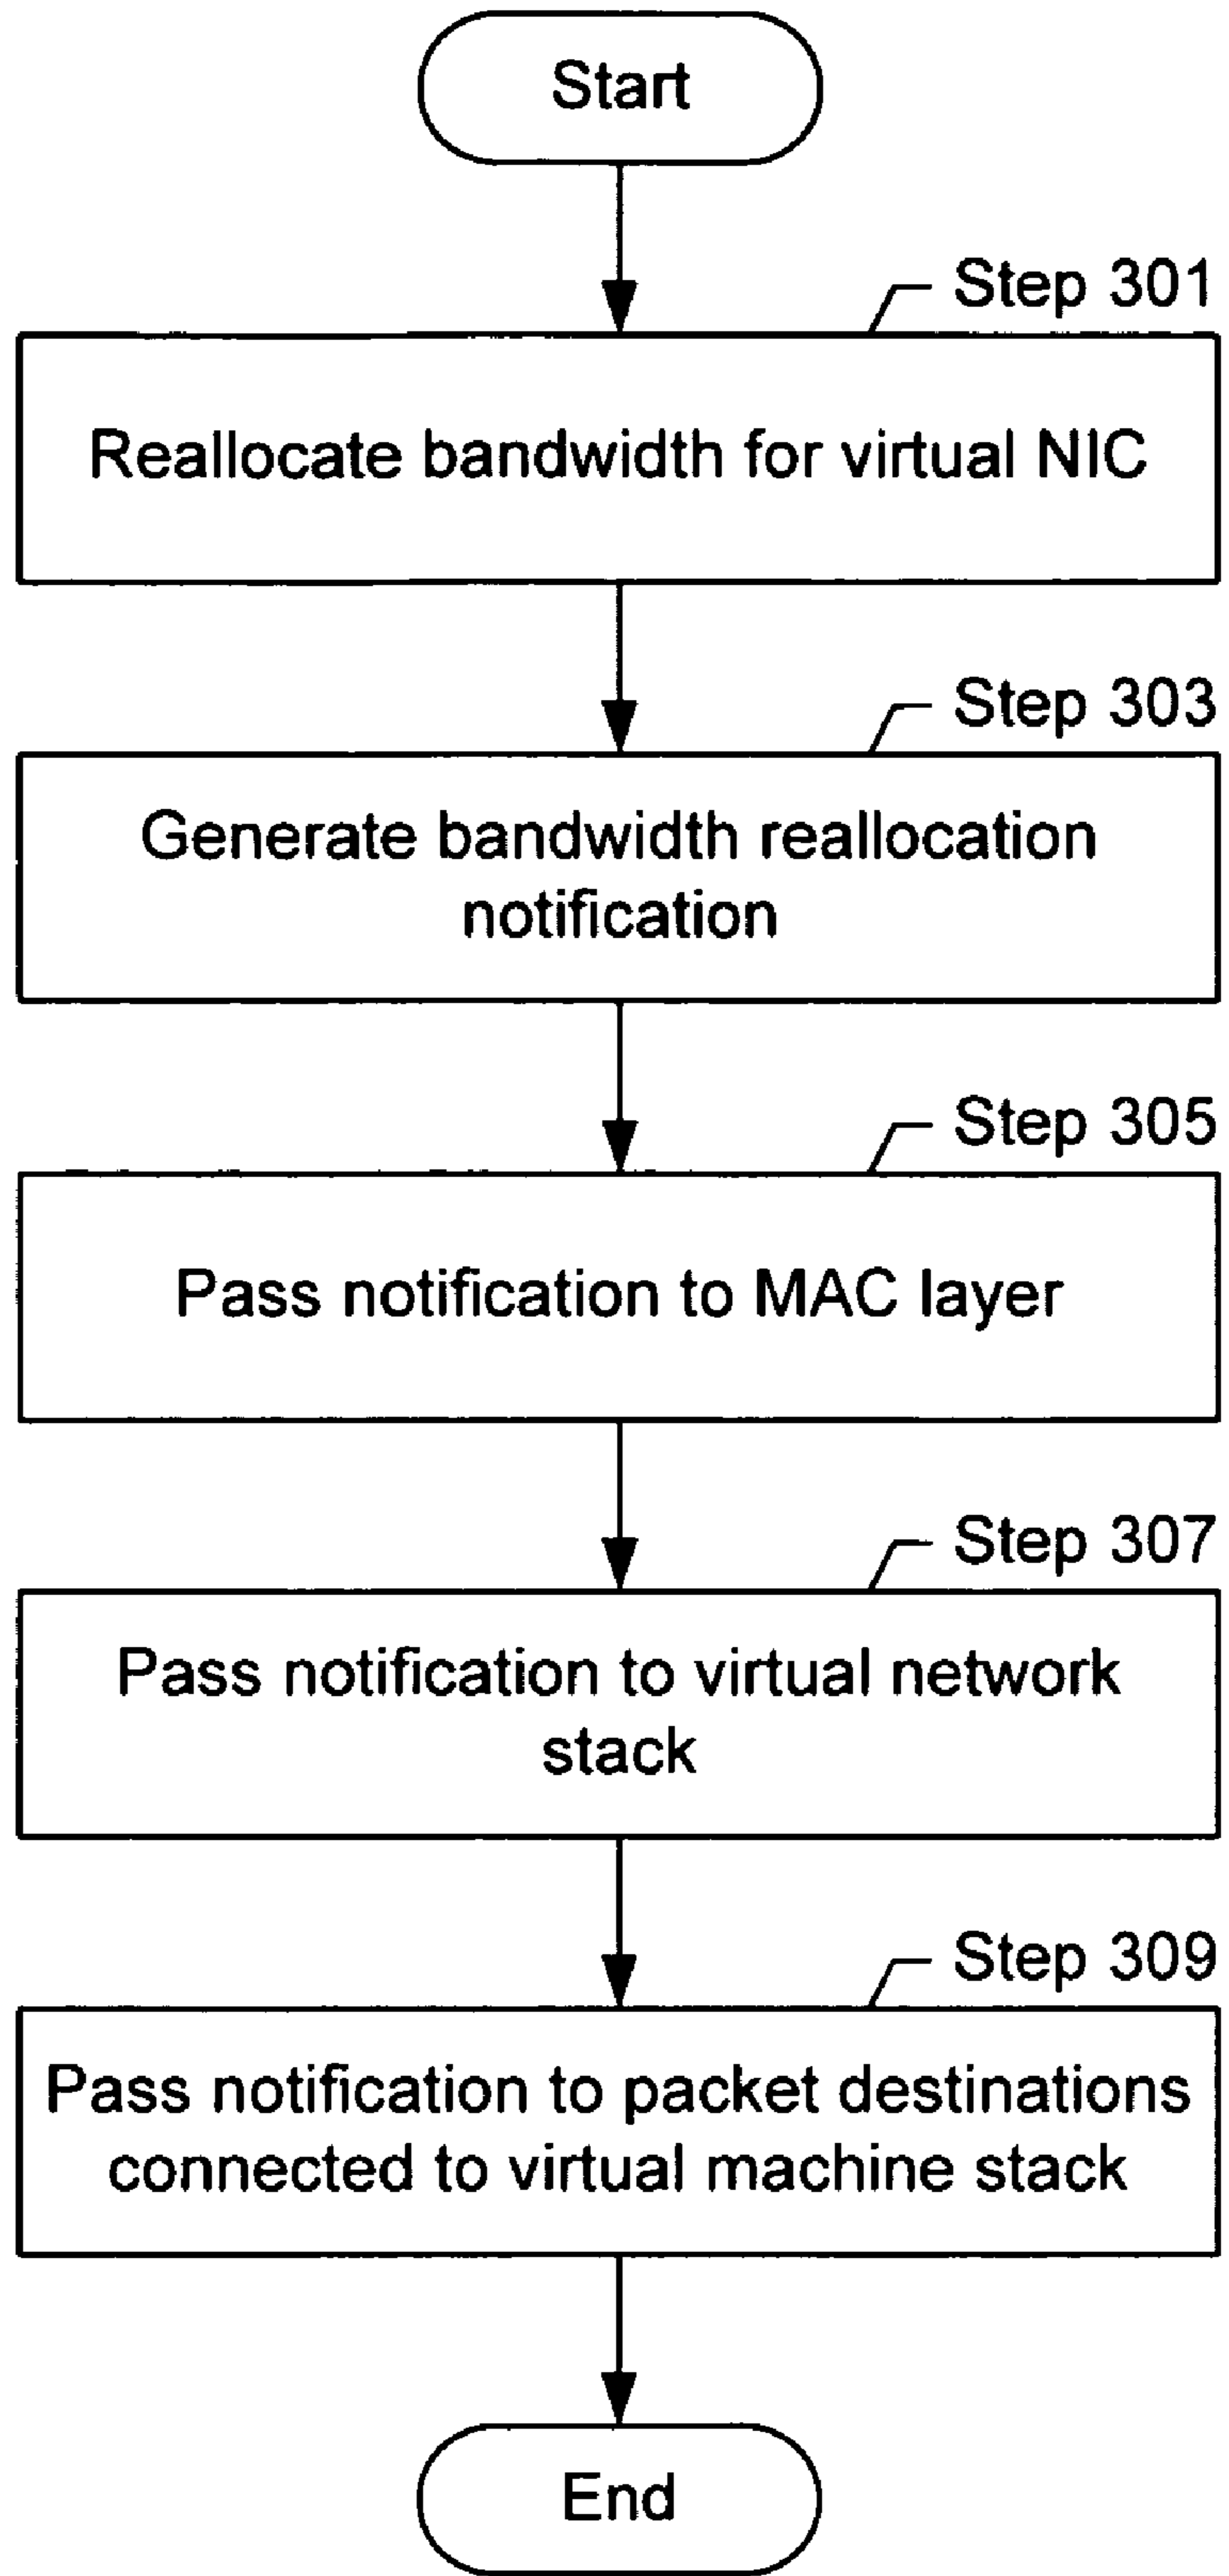 Start
Step 301
Reallocate bandwidth for virtual NIC
Step 303
Generate bandwidth reallocation
notification
Step 305
Pass notification to MAC layer
Step 307
Pass notification to virtual network
stack
Step 309
Pass notification to packet destinations
connected to virtual machine stack
End